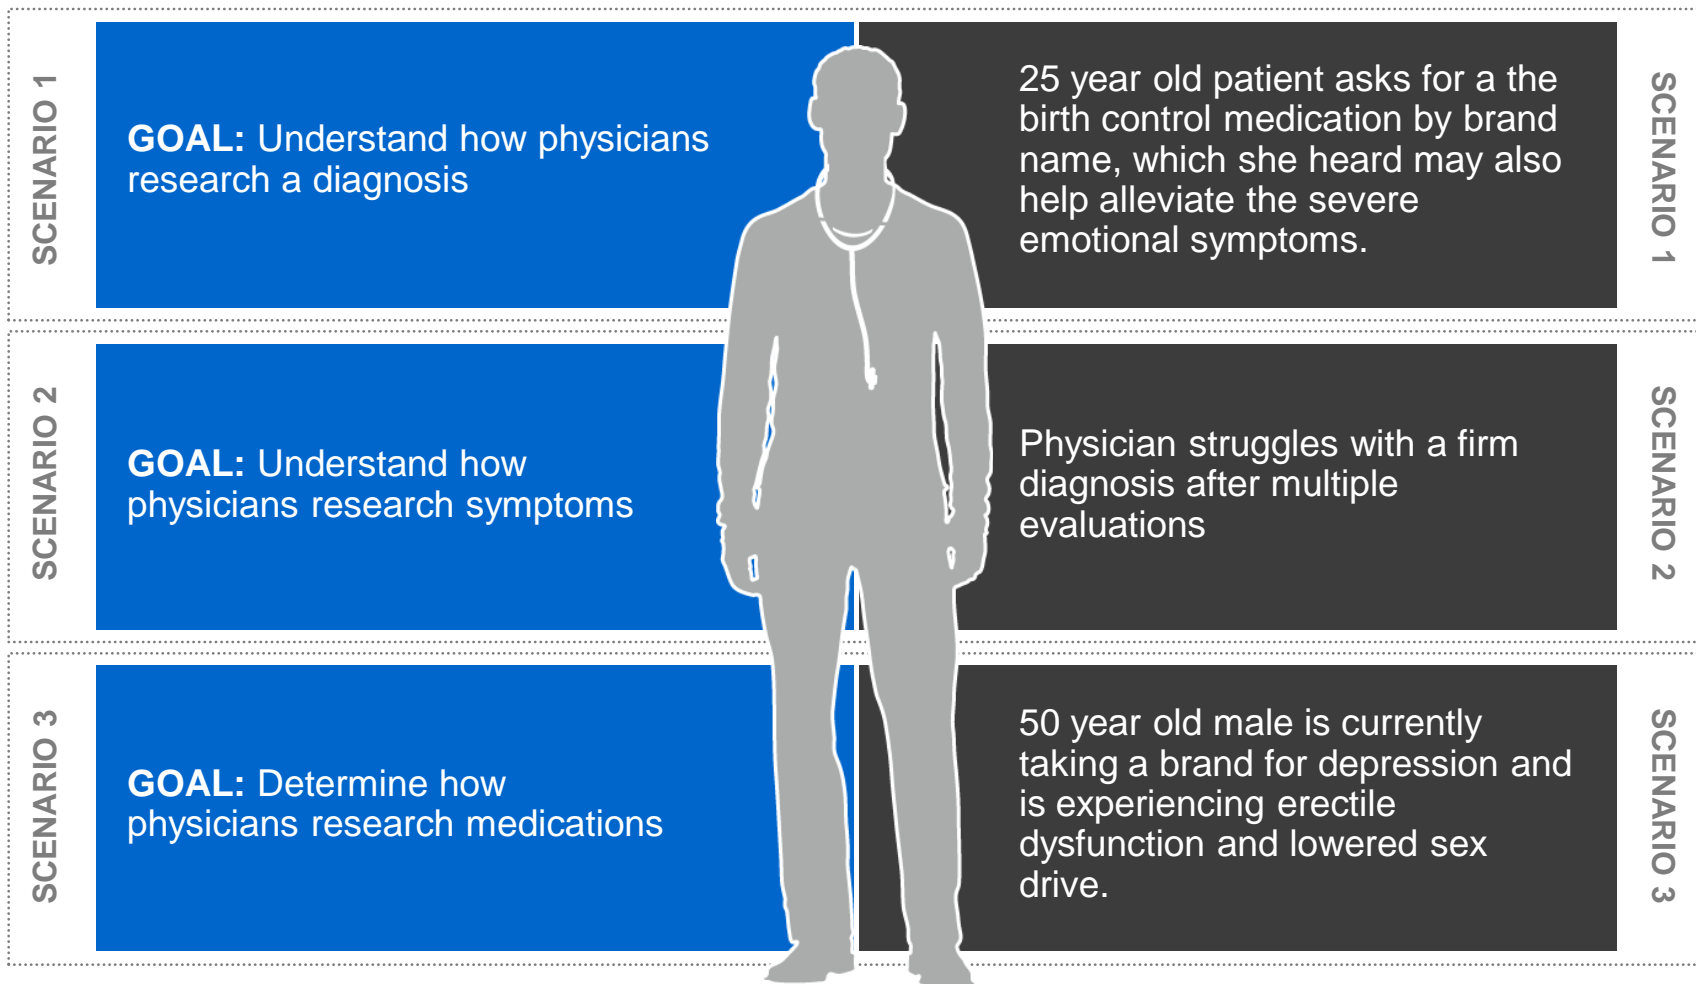 SCENARIO 1
GOAL: Understand how physicians
research a diagnosis
25 year old patient asks for a the
birth control medication by brand
name, which she heard may also
help alleviate the severe
emotional symptoms.
SCENARIO 1
SCENARIO 2
GOAL: Understand how
physicians research symptoms
Physician struggles with a firm
diagnosis after multiple
evaluations
SCENARIO 2
SCENARIO 3
GOAL: Determine how
physicians research medications
50 year old male is currently
taking a brand for depression and
is experiencing erectile
dysfunction and lowered sex
drive.
SCENARIO 3